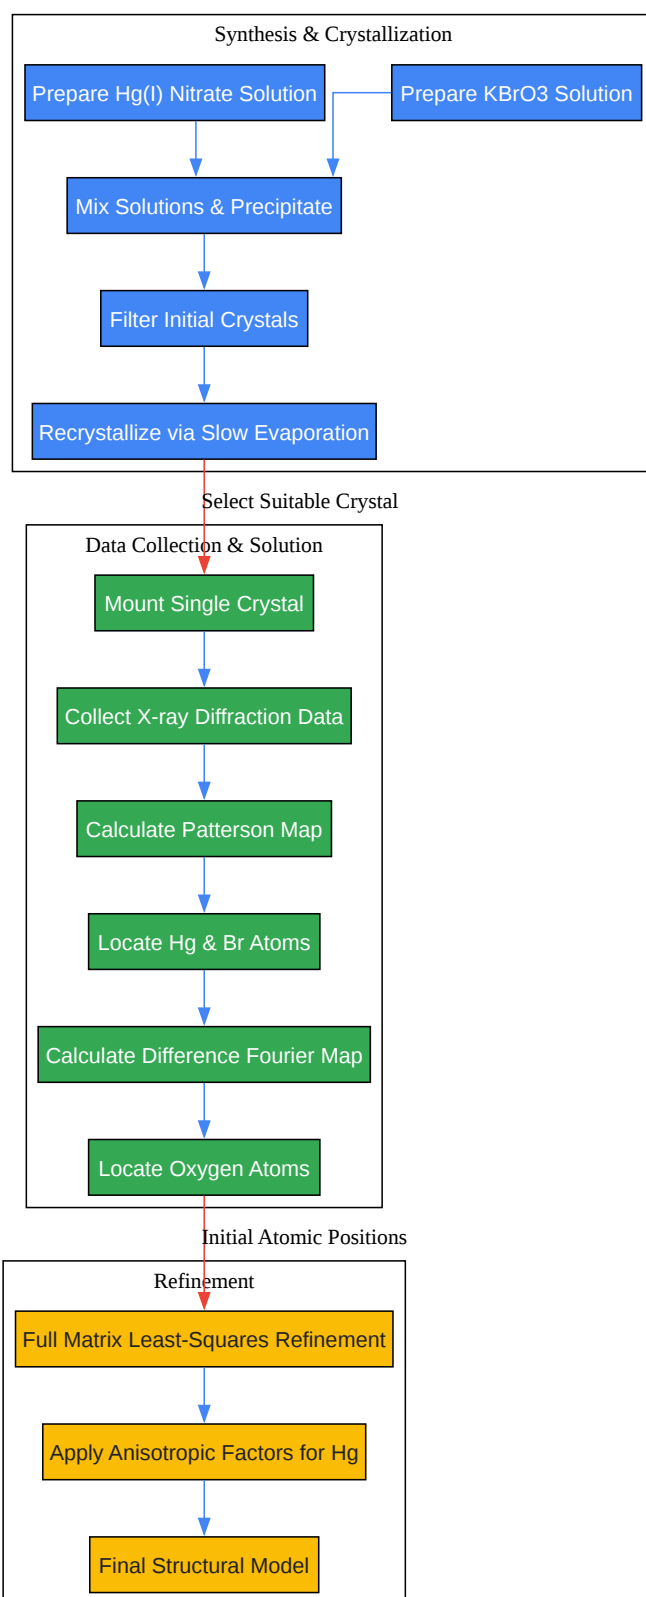 Synthesis & Crystallization
Prepare Hg(I) Nitrate Solution
Prepare KBrO3 Solution
Mix Solutions & Precipitate
Filter Initial Crystals
Recrystallize via Slow Evaporation
Select Suitable Crystal
Data Collection & Solution
Mount Single Crystal
Collect X-ray Diffraction Data
Calculate Patterson Map
Locate Hg & Br Atoms
Calculate Difference Fourier Map
Locate Oxygen Atoms
Initial Atomic Positions
Refinement
Full Matrix Least-Squares Refinement
Apply Anisotropic Factors for Hg
Final Structural Model